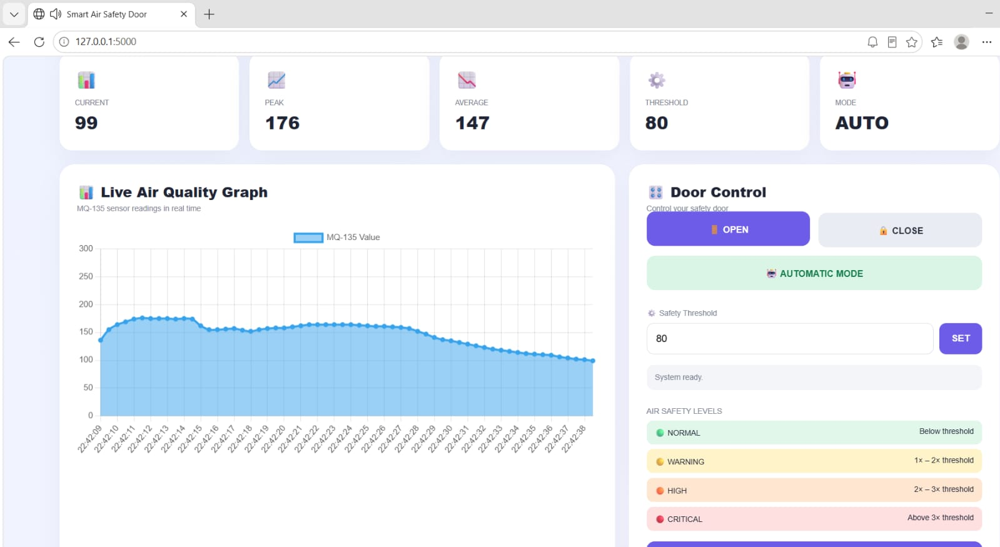 Smart Air Safety Door
127.0.0.1:5000
CURRENT
99
PEAK
176
AVERAGE
147
THRESHOLD
80
MODE
AUTO
Live Air Quality Graph
MQ-135 sensor readings in real time
MQ-135 Value
300
250
200
150
100
50
0
22:42:09
22:42:10
22:42:11
22:42:12
22:42:13
22:42:14
22:42:15
22:42:16
22:42:17
22:42:18
22:42:19
22:42:20
22:42:21
22:42:22
22:42:23
22:42:24
22:42:25
22:42:26
22:42:27
22:42:28
22:42:29
22:42:30
22:42:31
22:42:32
22:42:33
22:42:34
22:42:35
22:42:36
22:42:37
22:42:38
Door Control
Control your safety door
OPEN
CLOSE
AUTOMATIC MODE
Safety Threshold
80
SET
System ready.
AIR SAFETY LEVELS
NORMAL Below threshold
WARNING 1× – 2× threshold
HIGH 2× – 3× threshold
CRITICAL Above 3× threshold